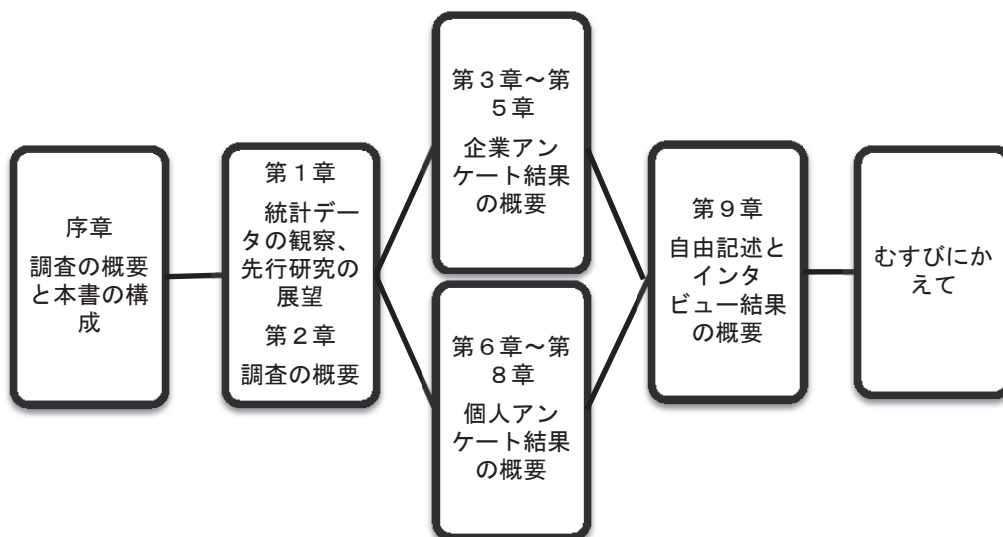 序章
調査の概要
と本書の構
成
第１章
統計デー
タの観察、
先行研究の
展望
第２章
調査の概要
第３章～第
５章
企業アン
ケート結果
の概要
第６章～第
８章
個人アン
ケート結果
の概要
第９章
自由記述と
インタ
ビュー結果
の概要
むすびにか
えて